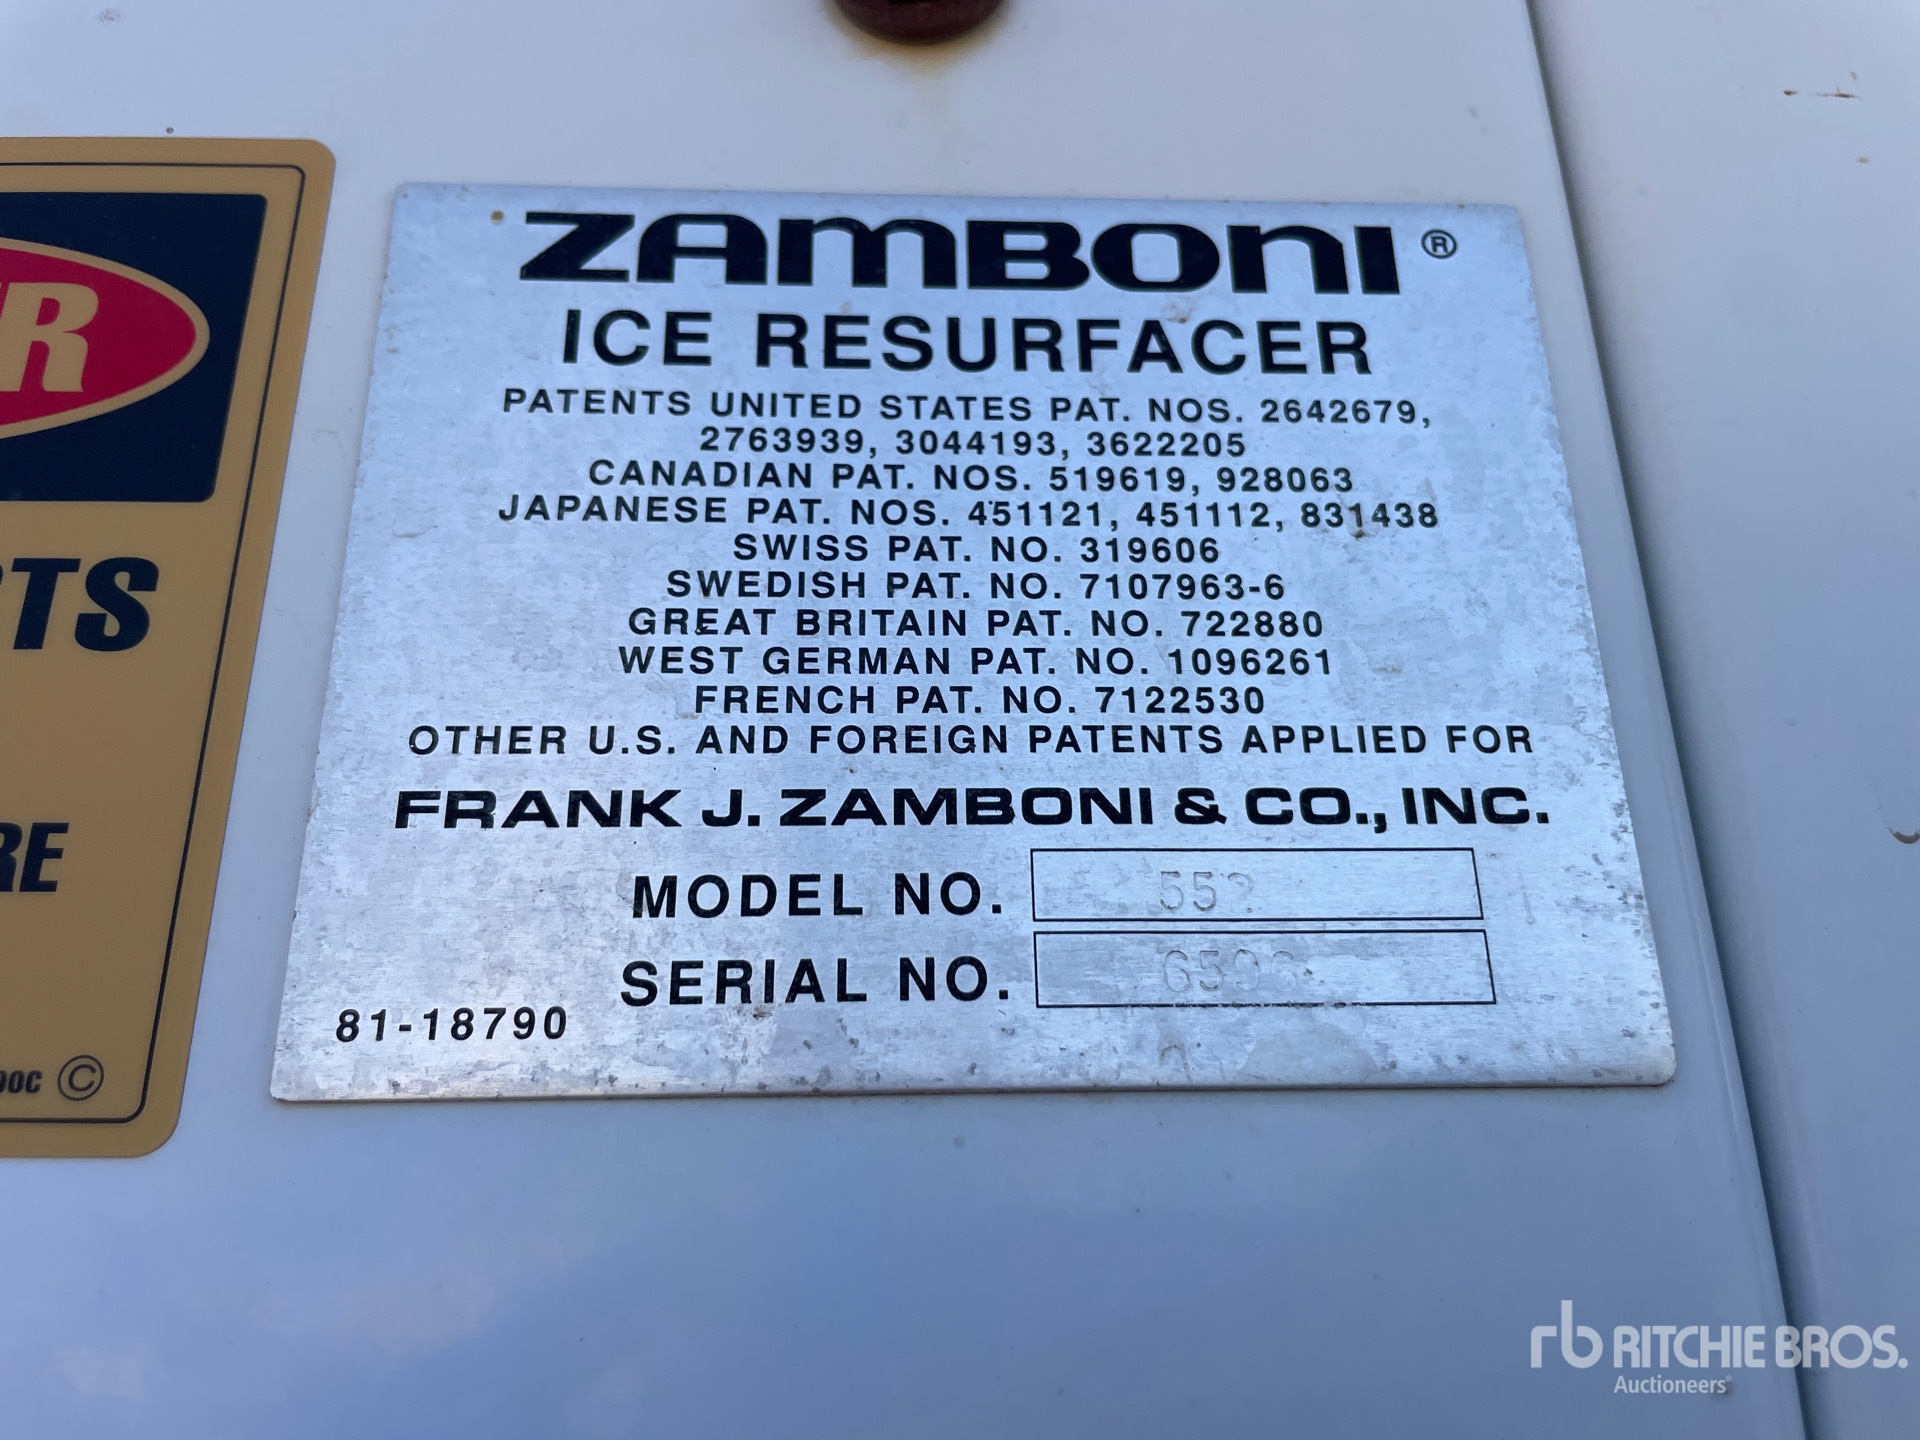 ZAMBONI®
ICE RESURFACER
PATENTS UNITED STATES PAT. NOS. 2642679,
2763939, 3044193, 3622205
CANADIAN PAT. NOS. 519619, 928063
JAPANESE PAT. NOS. 451121, 451112, 831438
SWISS PAT. NO. 319606
SWEDISH PAT. NO. 7107963-6
GREAT BRITAIN PAT. NO. 722880
WEST GERMAN PAT. NO. 1096261
FRENCH PAT. NO. 7122530
OTHER U.S. AND FOREIGN PATENTS APPLIED FOR
FRANK J. ZAMBONI & CO., INC.
MODEL NO. 552
SERIAL NO.
81-18790
rb RITCHIE BROS.
Auctioneers